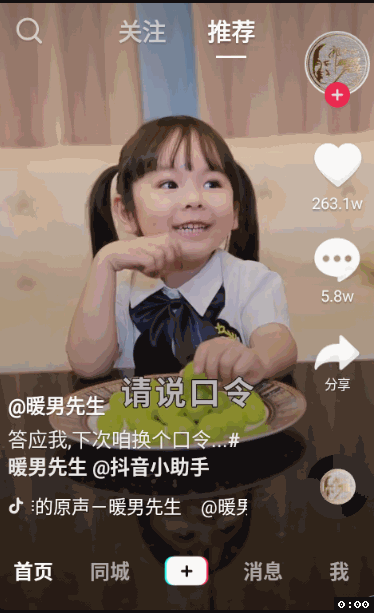 关注 推荐
263.1w
5.8w
分享
请说口令
@暖男先生
答应我,下次咱换个口令...#
暖男先生 @抖音小助手
的原声－暖男先生 @暖男
首页 同城 消息 我
0:00